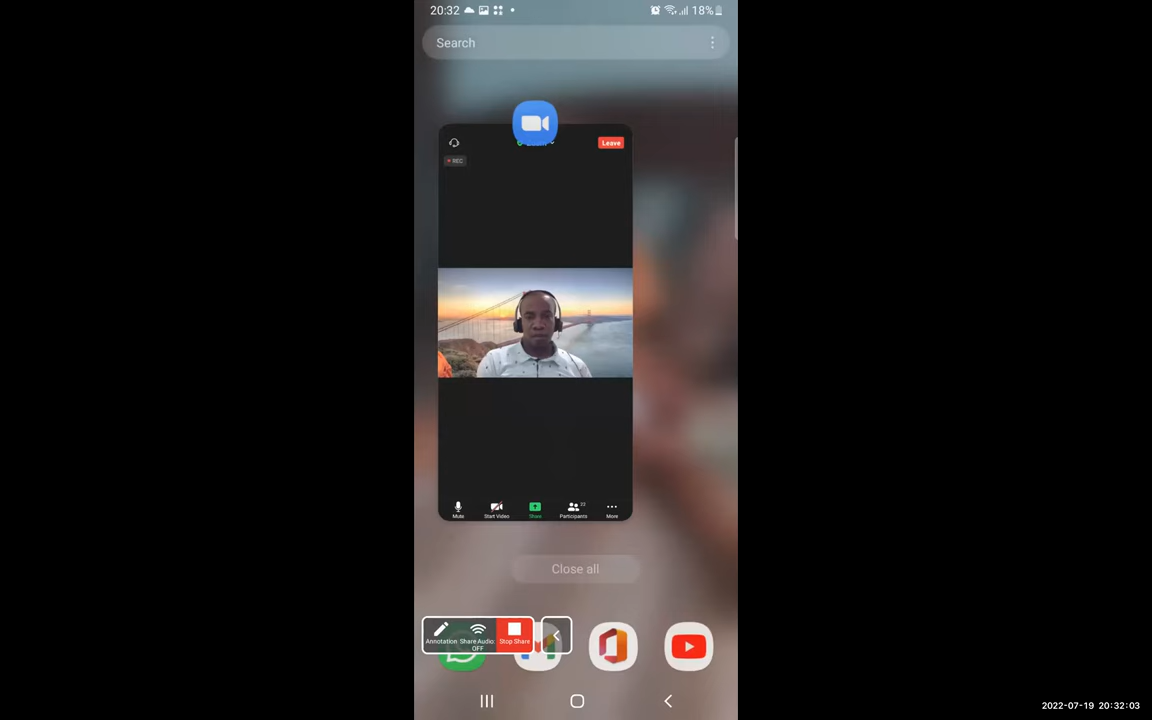 20:32
18%
Search
Leave
REC
Mute
Start Video
Share
Participants
22
More
Close all
Annotation
Share Audio: OFF
Stop Share
2022-07-19 20:32:03